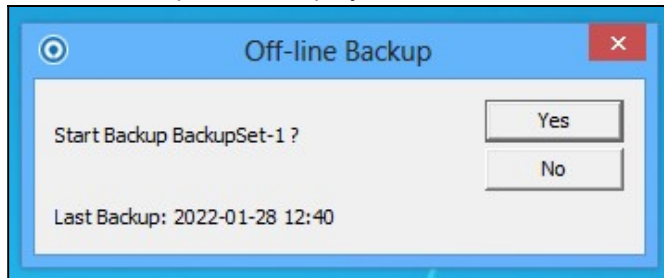 Off-line Backup
Start Backup BackupSet-1 ?
Yes
No
Last Backup: 2022-01-28 12:40